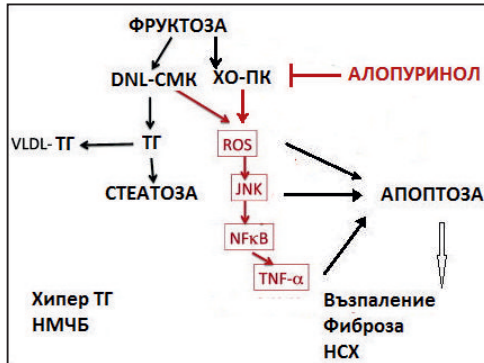 ФРУКТОЗА
DNL-СМК
ХО-ПК
АЛОПУРИНОЛ
VLDL-ТГ
ТГ
ROS
СТЕАТОЗА
JNK
АПОПТОЗА
NFκB
TNF-α
Хипер ТГ
НМЧБ
Възпаление
Фиброза
НСХ